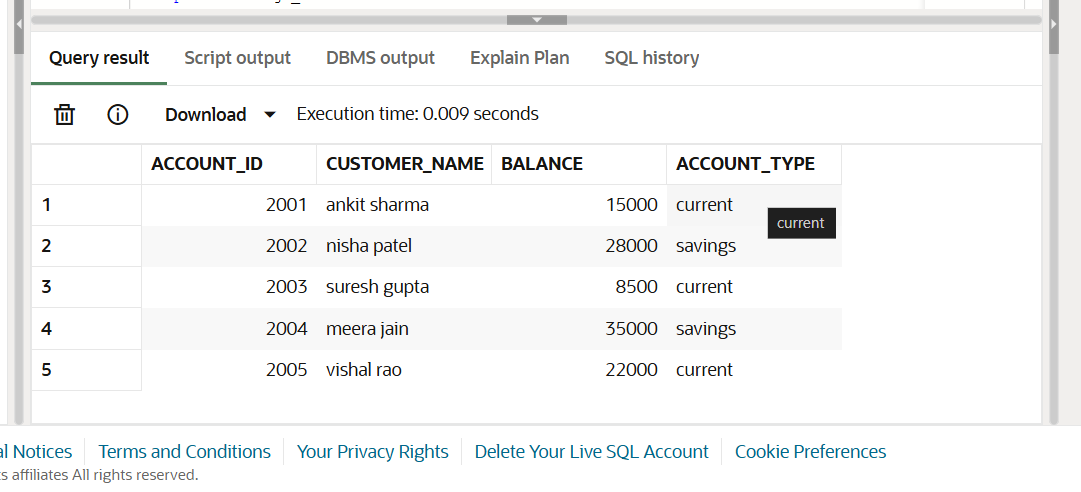 Query result Script output DBMS output Explain Plan SQL history
Download Execution time: 0.009 seconds
ACCOUNT_ID CUSTOMER_NAME BALANCE ACCOUNT_TYPE
1 2001 ankit sharma 15000 current
current
2 2002 nisha patel 28000 savings
3 2003 suresh gupta 8500 current
4 2004 meera jain 35000 savings
5 2005 vishal rao 22000 current
al Notices Terms and Conditions Your Privacy Rights Delete Your Live SQL Account Cookie Preferences
s affiliates All rights reserved.